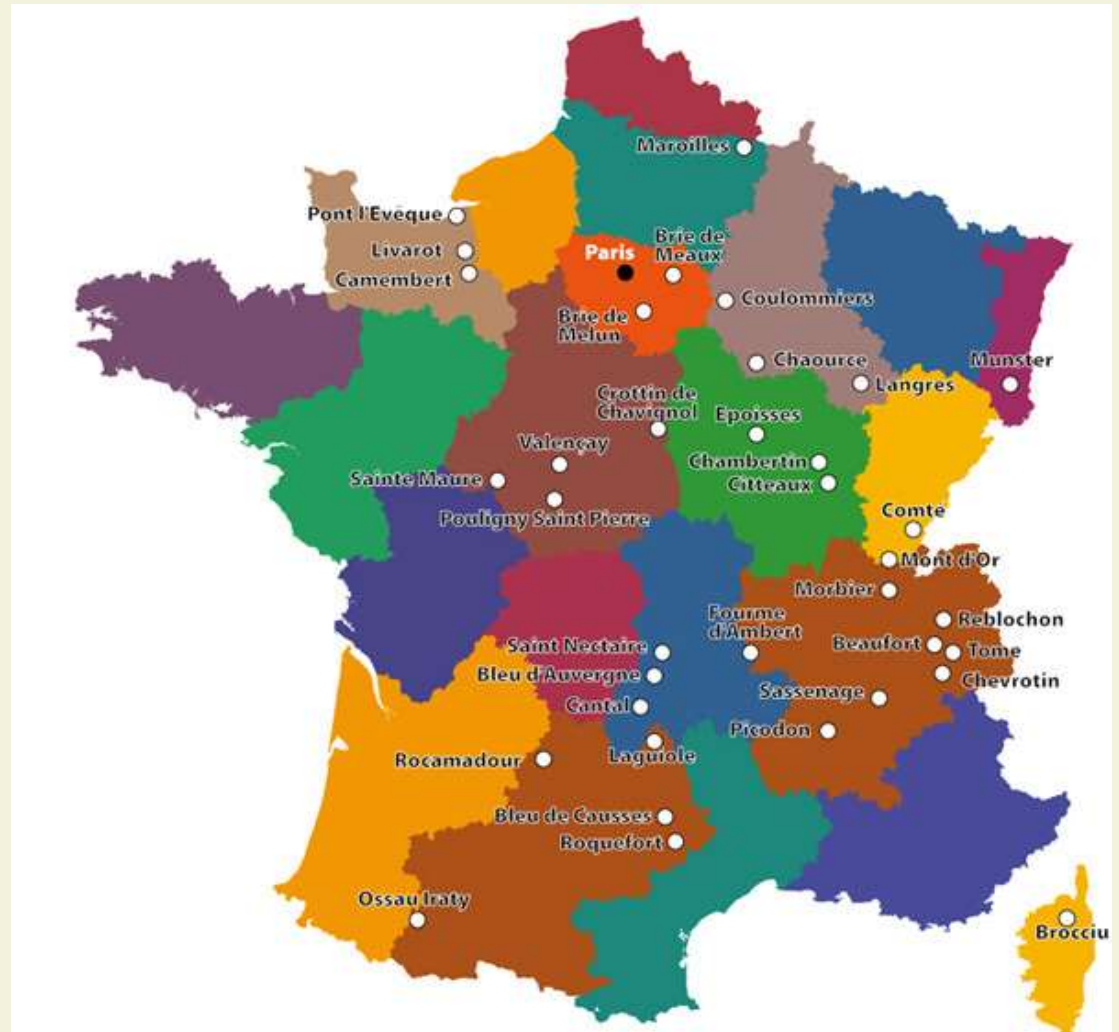 Maroilles
Pont l'Evêque
Livarot
Camembert
Paris
Brie de
Meaux
Brie de
Melun
Coulommiers
Chaource
Langres
Munster
Crottin de
Chavignol
Epoisses
Valençay
Chambertin
Sainte Maure
Citteaux
Pouligny Saint Pierre
Comté
Mont d'Or
Morbier
Fourme
d'Ambert
Reblochon
Saint Nectaire
Beaufort
Tome
Bleu d'Auvergne
Chevrotin
Sassenage
Cantal
Picodon
Laguiole
Rocamadour
Bleu de Causses
Roquefort
Ossau Iraty
Brocciu